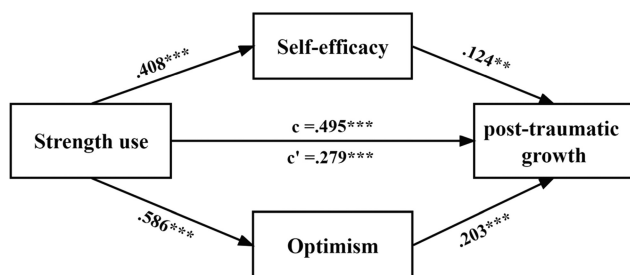 Self-efficacy
.408***
.124**
Strength use
c =.495***
c' =.279***
post-traumatic
growth
.586***
.203***
Optimism